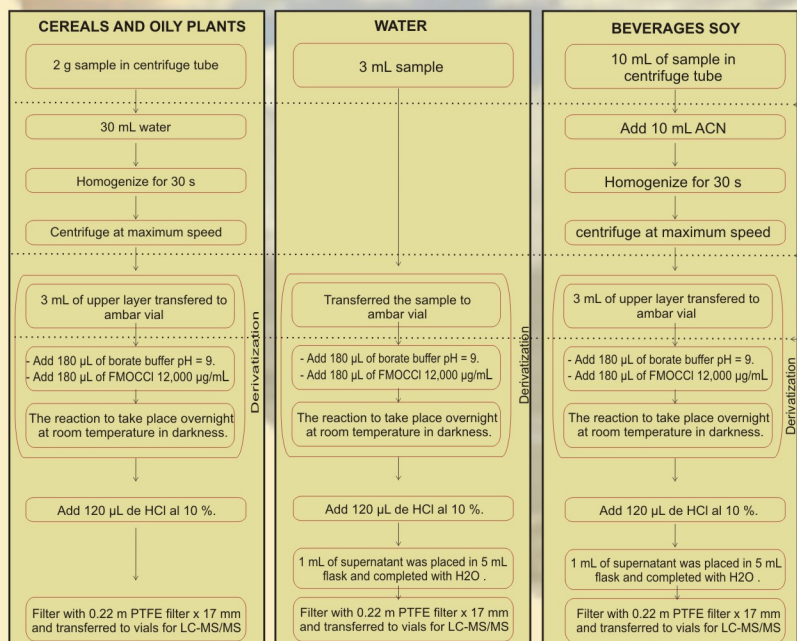 CEREALS AND OILY PLANTS
2 g sample in centrifuge tube
30 mL water
Homogenize for 30 s
Centrifuge at maximum speed
3 mL of upper layer transfered to
ambar vial
- Add 180 µL of borate buffer pH = 9.
- Add 180 µL of FMOCCl 12,000 µg/mL
The reaction to take place overnight
at room temperature in darkness.
Derivatization
Add 120 µL de HCl al 10 %.
Filter with 0.22 m PTFE filter x 17 mm
and transferred to vials for LC-MS/MS
WATER
3 mL sample
Transferred the sample to
ambar vial
- Add 180 µL of borate buffer pH = 9.
- Add 180 µL of FMOCCl 12,000 µg/mL
The reaction to take place overnight
at room temperature in darkness.
Derivatization
Add 120 µL de HCl al 10 %.
1 mL of supernatant was placed in 5 mL
flask and completed with H2O .
Filter with 0.22 m PTFE filter x 17 mm
and transferred to vials for LC-MS/MS
BEVERAGES SOY
10 mL of sample in
centrifuge tube
Add 10 mL ACN
Homogenize for 30 s
centrifuge at maximum speed
3 mL of upper layer transfered to
ambar vial
- Add 180 µL of borate buffer pH = 9.
- Add 180 µL of FMOCCl 12,000 µg/mL
The reaction to take place overnight
at room temperature in darkness.
Derivatization
Add 120 µL de HCl al 10 %.
1 mL of supernatant was placed in 5 mL
flask and completed with H2O .
Filter with 0.22 m PTFE filter x 17 mm
and transferred to vials for LC-MS/MS